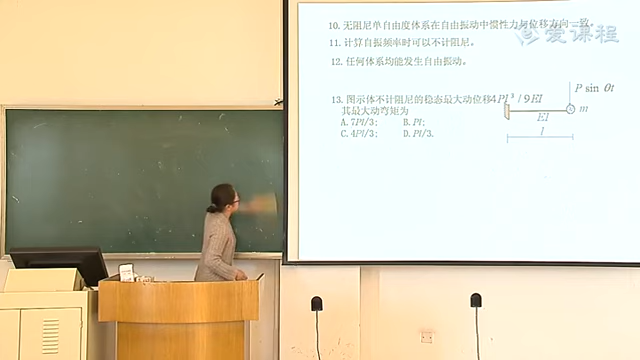 10. 无阻尼单自由度体系在自由振动中惯性力与位移方向一致。
爱课程
11. 计算自振频率时可以不计阻尼。
12. 任何体系均能发生自由振动。
13. 图示体不计阻尼的稳态最大动位移4Pl³/9EI
其最大动弯矩为
A. 7Pl/3; B. Pl;
C. 4Pl/3; D. Pl/3.
P sin θt
m
EI
l